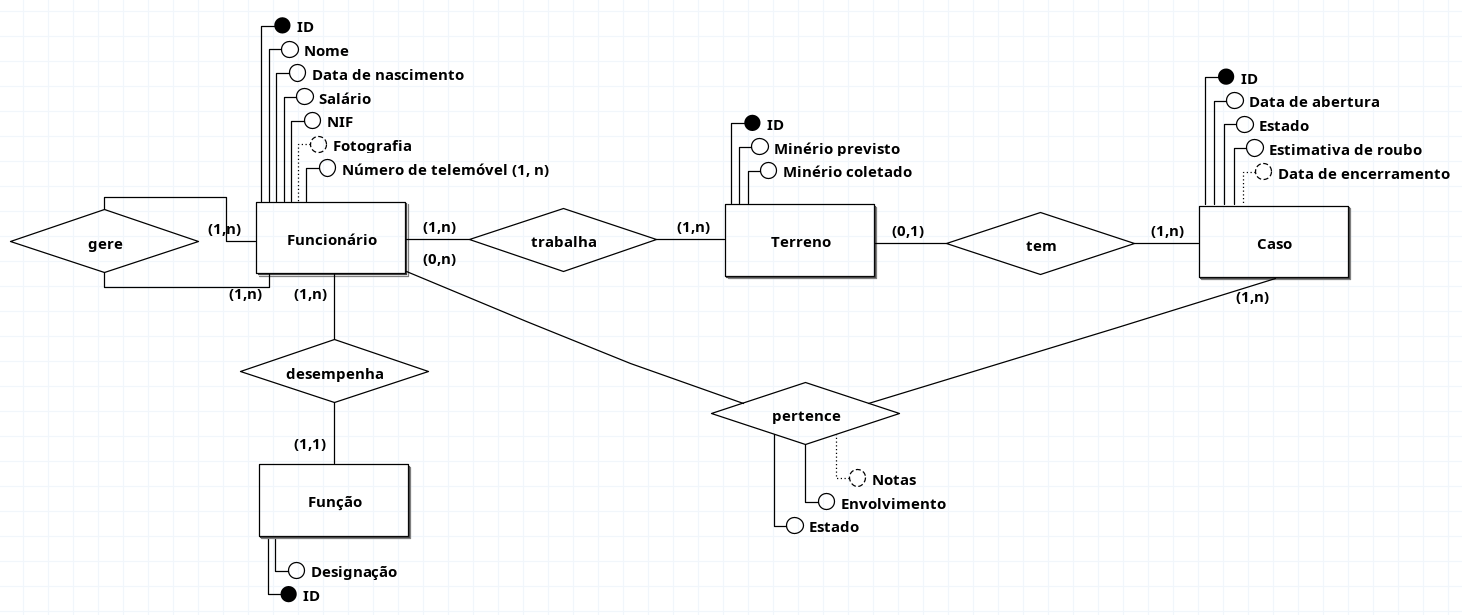 ID
Nome
Data de nascimento
Salário
NIF
Fotografia
Número de telemóvel (1, n)
ID
Minério previsto
Minério coletado
ID
Data de abertura
Estado
Estimativa de roubo
Data de encerramento
gere
(1,n)
(1,n)
Funcionário
(1,n)
trabalha
(1,n)
Terreno
(0,1)
tem
(1,n)
Caso
(0,n)
(1,n)
(1,n)
desempenha
(1,1)
Função
Designação
ID
pertence
Notas
Envolvimento
Estado